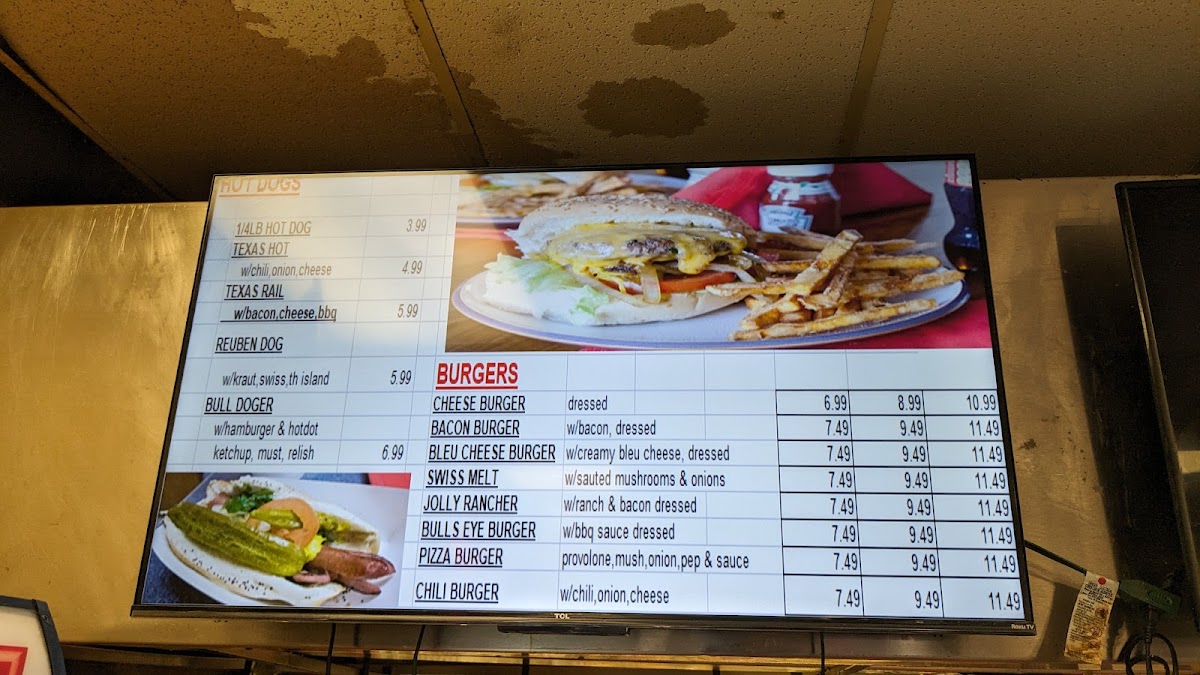 HOT DOGS
1/4LB HOT DOG 3.99
TEXAS HOT
w/chili,onion,cheese 4.99
TEXAS RAIL
w/bacon,cheese,bbq 5.99
REUBEN DOG
w/kraut,swiss,th island 5.99
BULL DOGER
w/hamburger & hotdot
ketchup, must, relish 6.99
HEINZ
BURGERS
CHEESE BURGER dressed 6.99 8.99 10.99
BACON BURGER w/bacon, dressed 7.49 9.49 11.49
BLEU CHEESE BURGER w/creamy bleu cheese, dressed 7.49 9.49 11.49
SWISS MELT w/sauted mushrooms & onions 7.49 9.49 11.49
JOLLY RANCHER w/ranch & bacon dressed 7.49 9.49 11.49
BULLS EYE BURGER w/bbq sauce dressed 7.49 9.49 11.49
PIZZA BURGER provolone,mush,onion,pep & sauce 7.49 9.49 11.49
CHILI BURGER w/chili,onion,cheese 7.49 9.49 11.49
TCL
Roku TV